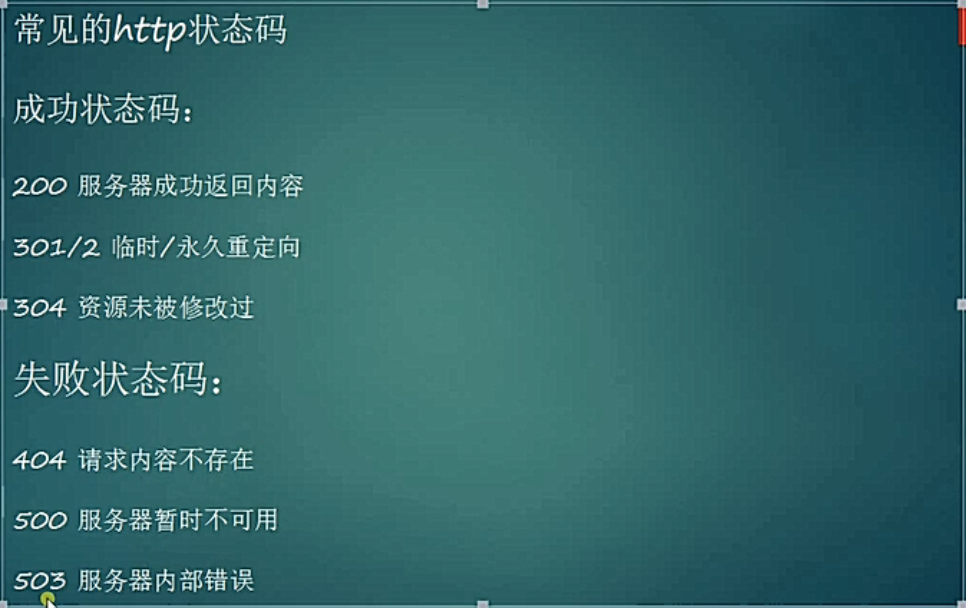 常见的http状态码
成功状态码：
200 服务器成功返回内容
301/2 临时/永久重定向
304 资源未被修改过
失败状态码：
404 请求内容不存在
500 服务器暂时不可用
503 服务器内部错误